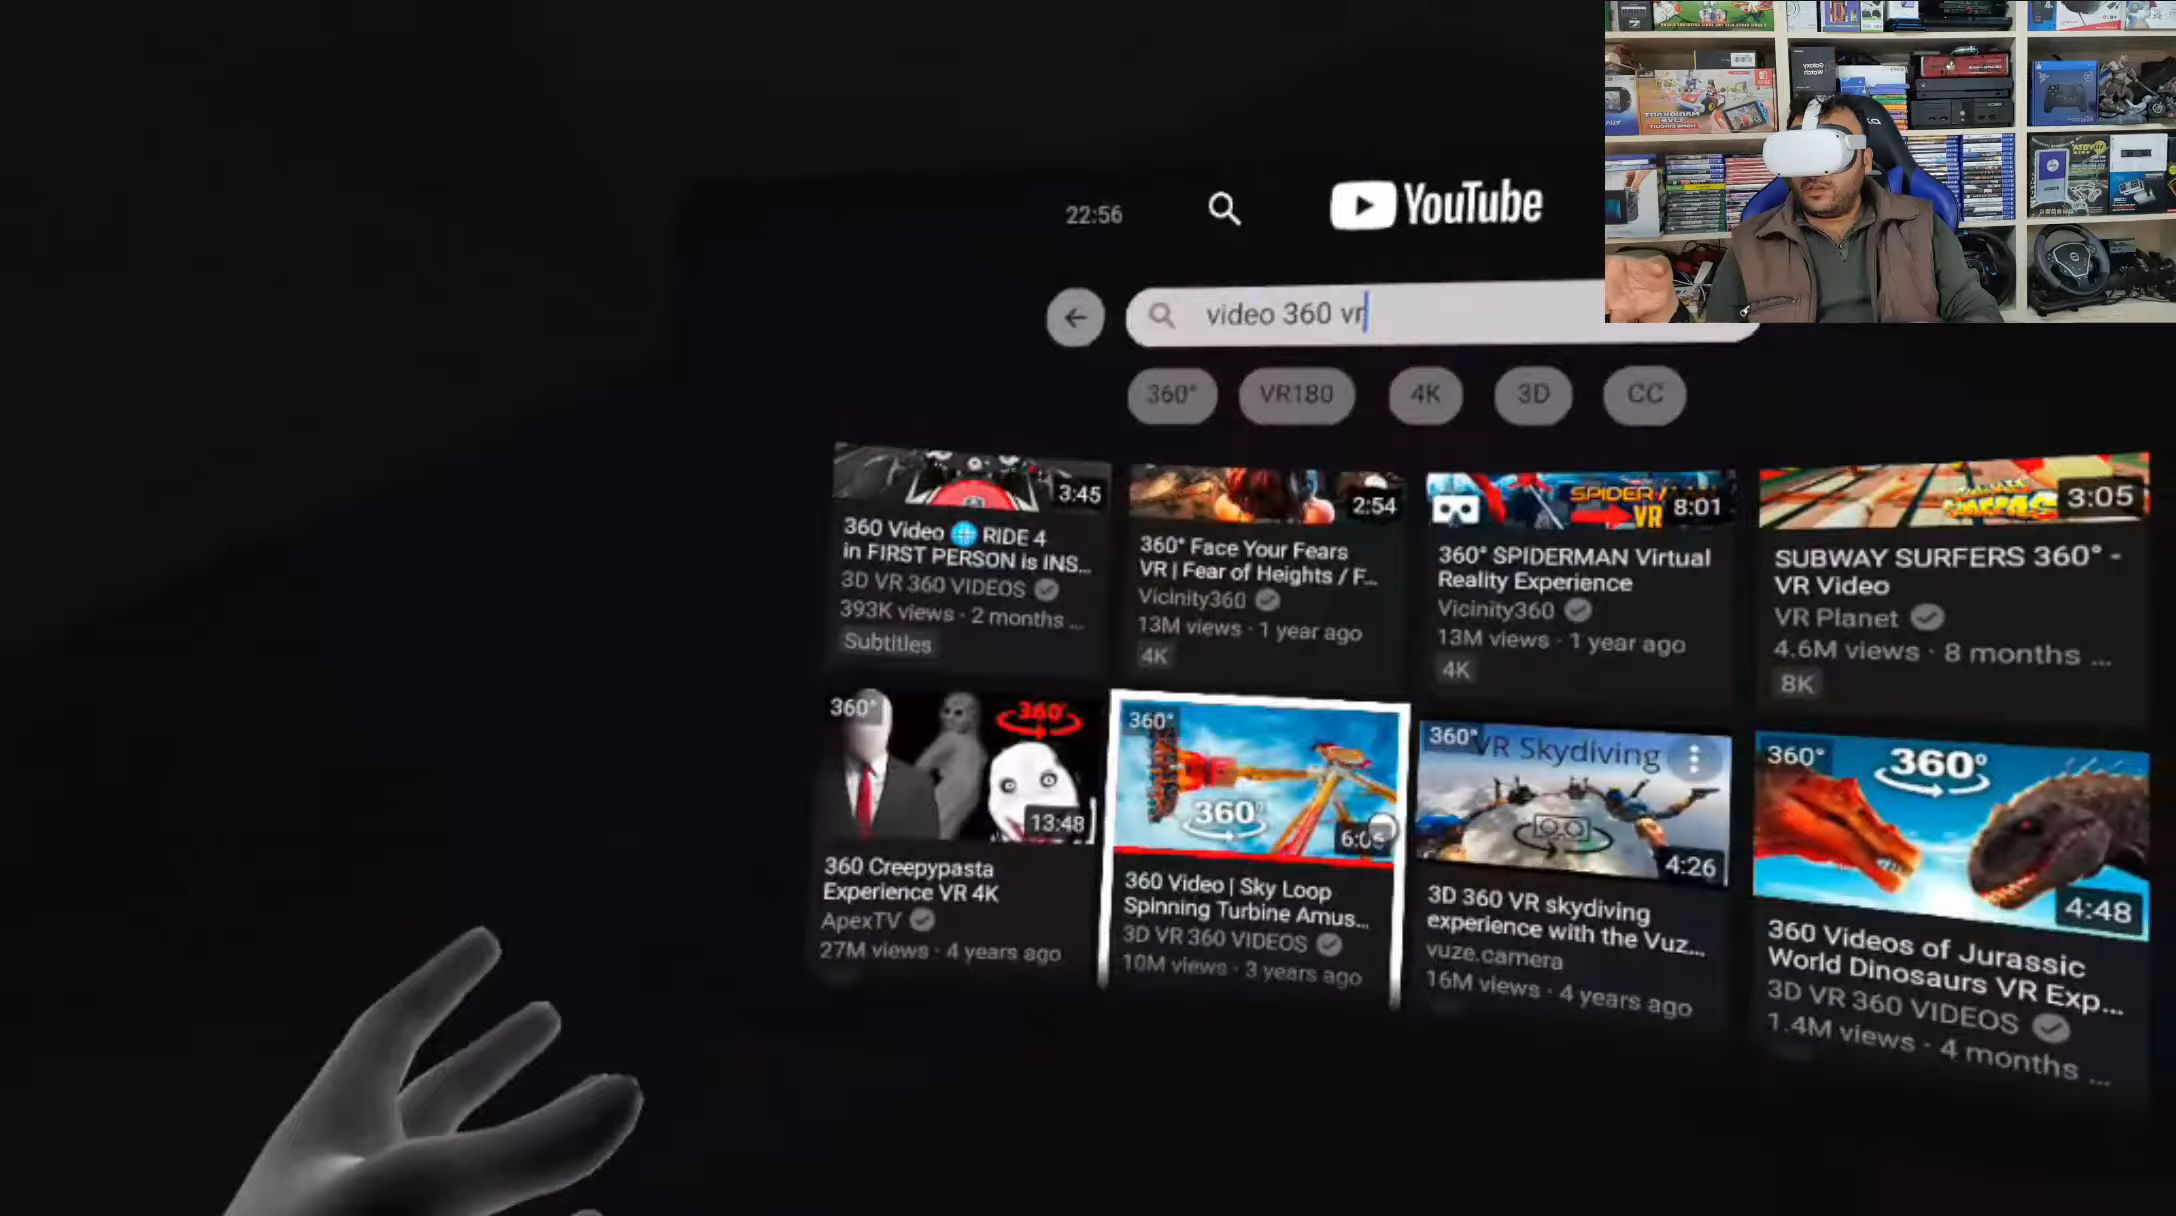 22:56
YouTube
video 360 vr
360° VR180 4K 3D CC
3:45
360 Video RIDE 4
in FIRST PERSON is INS...
3D VR 360 VIDEOS
393K views · 2 months ...
Subtitles
2:54
360° Face Your Fears
VR | Fear of Heights / F...
Vicinity360
13M views · 1 year ago
4K
SPIDER
VR
8:01
360° SPIDERMAN Virtual
Reality Experience
Vicinity360
13M views · 1 year ago
4K
3:05
SUBWAY SURFERS 360° -
VR Video
VR Planet
4.6M views · 8 months ...
8K
360°
360°
13:48
360 Creepypasta
Experience VR 4K
ApexTV
27M views · 4 years ago
360°
360°
360 Video | Sky Loop
Spinning Turbine Amus...
3D VR 360 VIDEOS
10M views · 3 years ago
360°
VR Skydiving
4:26
3D 360 VR skydiving
experience with the Vuz...
vuze.camera
16M views · 4 years ago
360°
360°
4:48
360 Videos of Jurassic
World Dinosaurs VR Exp...
3D VR 360 VIDEOS
1.4M views · 4 months ...